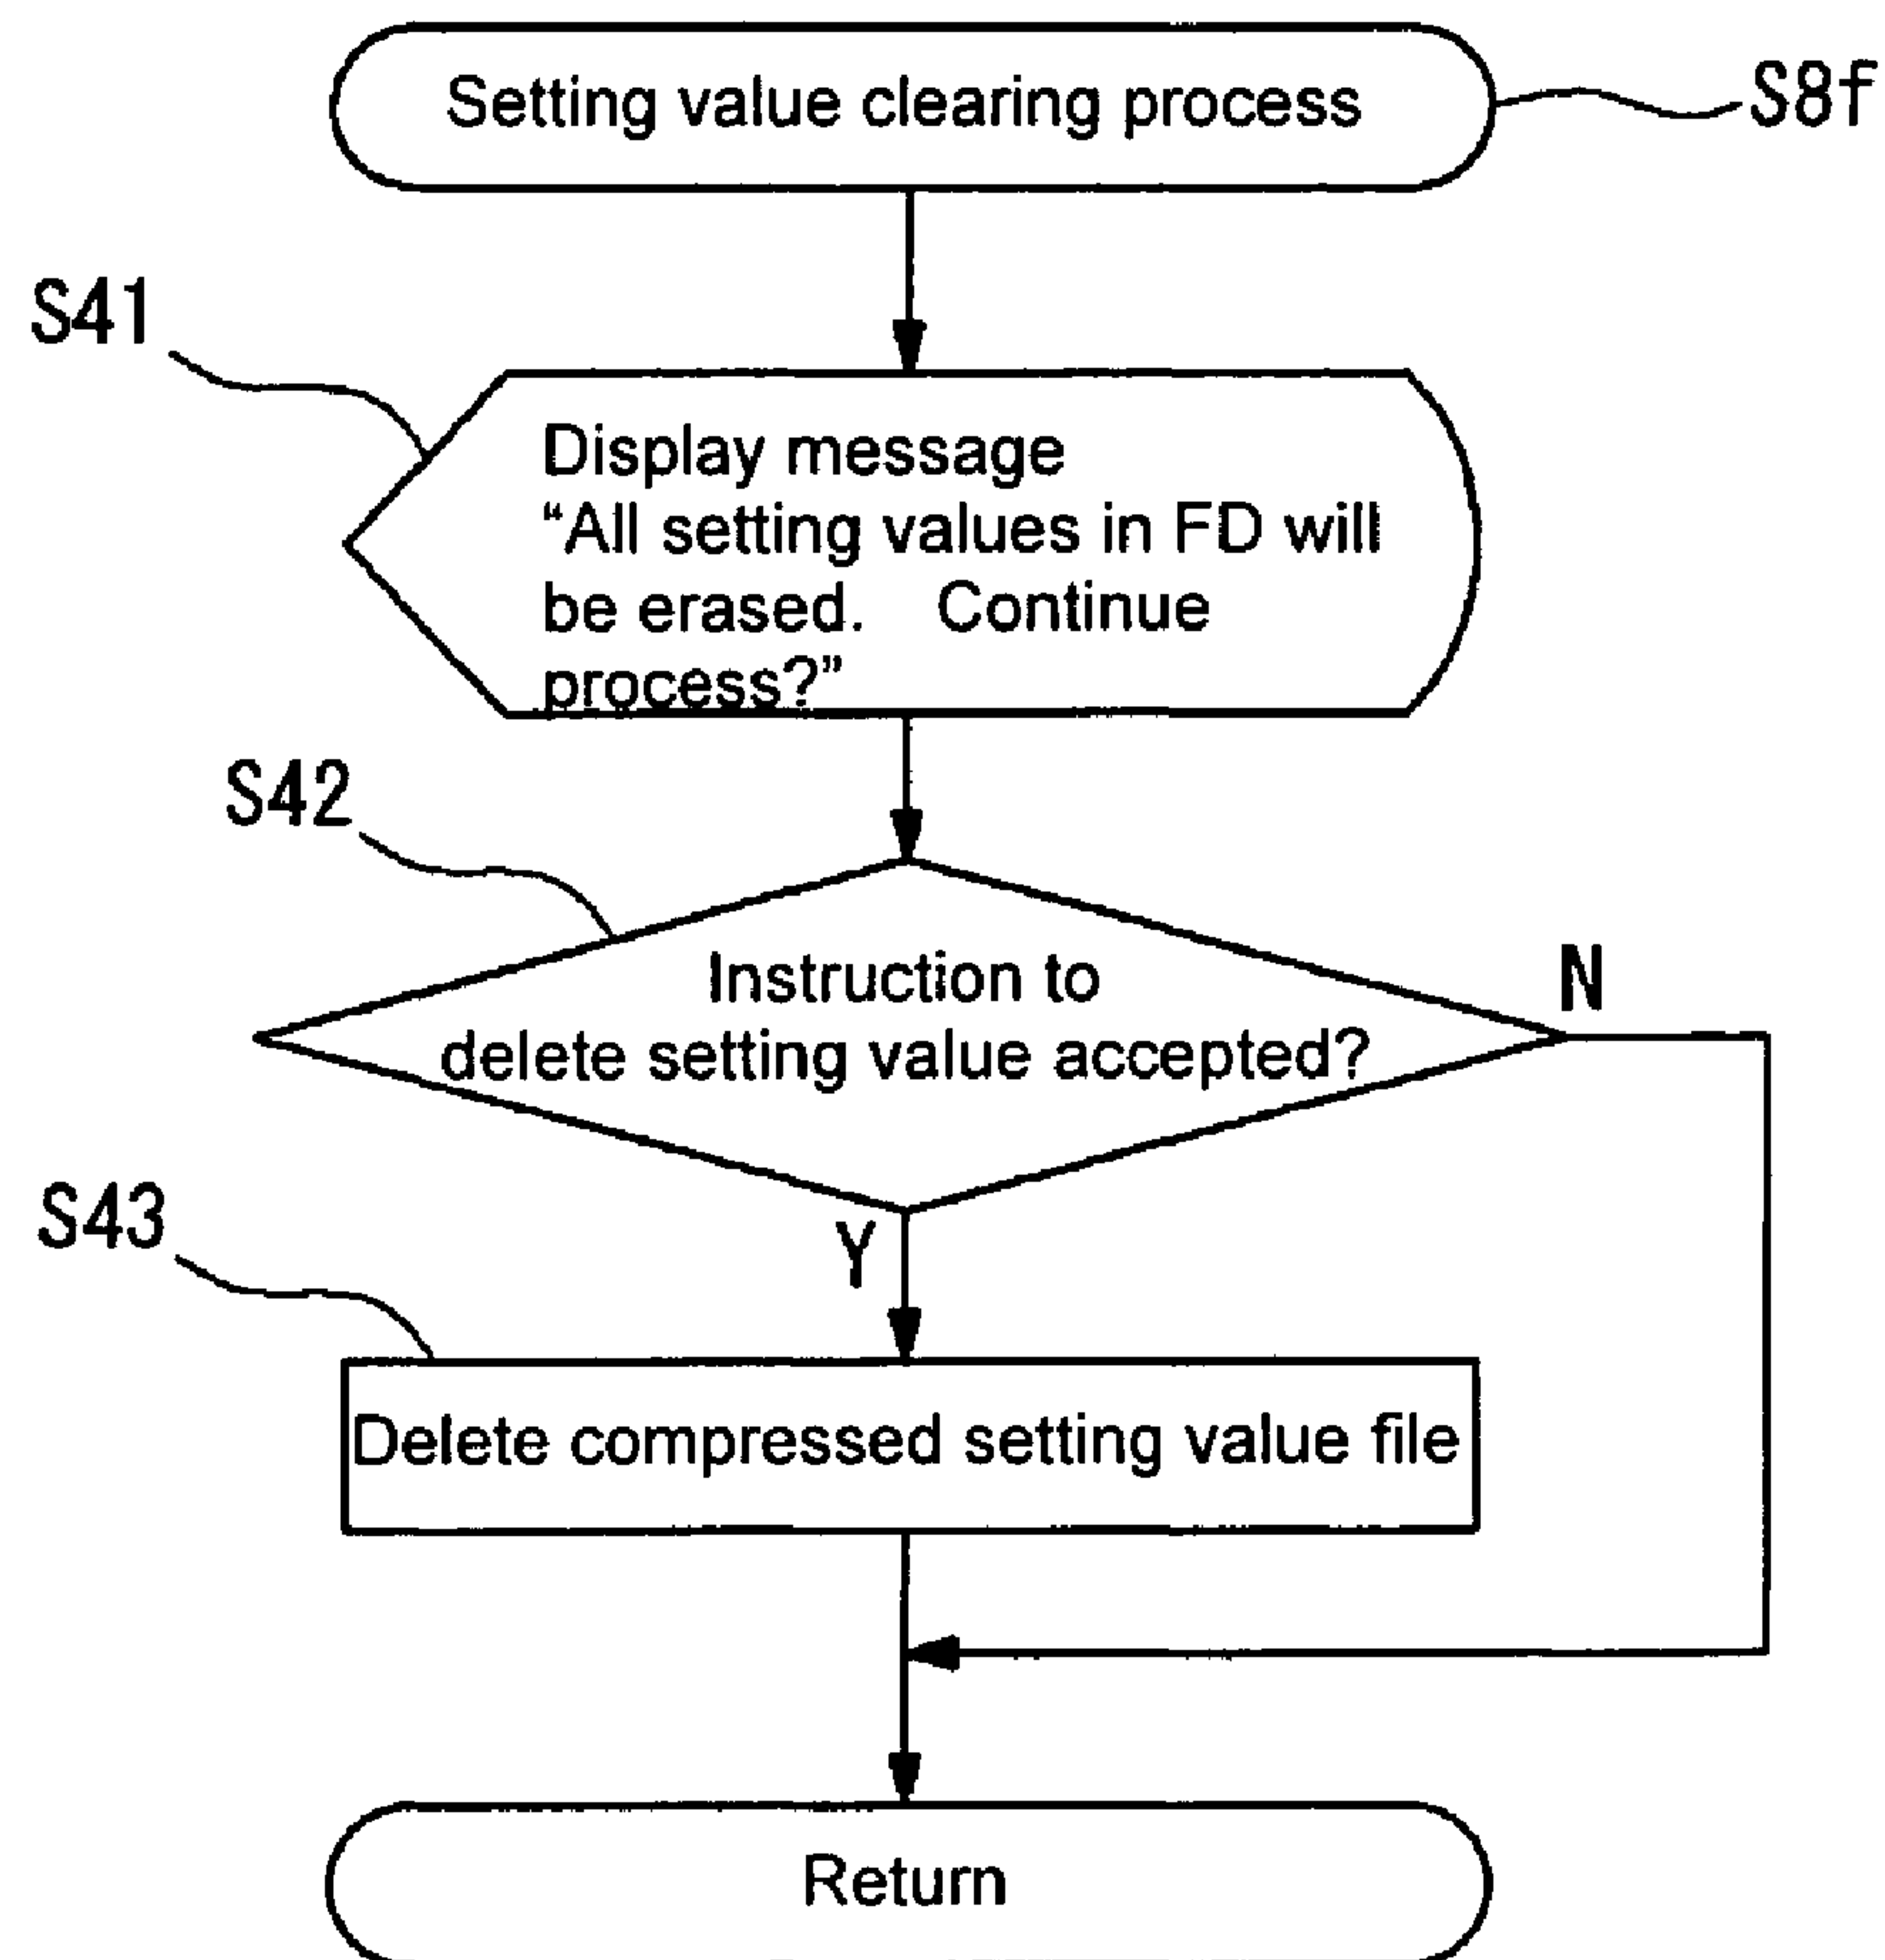 Setting value clearing process
S8f
S41
Display message
“All setting values in FD will
be erased. Continue
process?”
S42
Instruction to
delete setting value accepted?
N
Y
S43
Delete compressed setting value file
Return